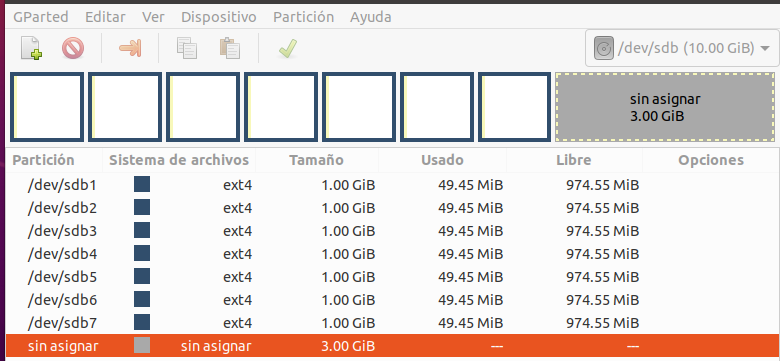 GParted Editar Ver Dispositivo Partición Ayuda
/dev/sdb (10.00 GiB)
sin asignar
3.00 GiB
Partición Sistema de archivos Tamaño Usado Libre Opciones
/dev/sdb1 ext4 1.00 GiB 49.45 MiB 974.55 MiB
/dev/sdb2 ext4 1.00 GiB 49.45 MiB 974.55 MiB
/dev/sdb3 ext4 1.00 GiB 49.45 MiB 974.55 MiB
/dev/sdb4 ext4 1.00 GiB 49.45 MiB 974.55 MiB
/dev/sdb5 ext4 1.00 GiB 49.45 MiB 974.55 MiB
/dev/sdb6 ext4 1.00 GiB 49.45 MiB 974.55 MiB
/dev/sdb7 ext4 1.00 GiB 49.45 MiB 974.55 MiB
sin asignar sin asignar 3.00 GiB --- ---